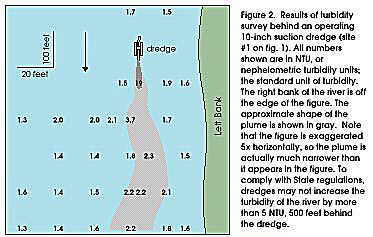 1.7 1.5
100 feet
20 feet
dredge
1.5 19 1.9 1.6
1.3 2.0 2.0 2.1 3.7 1.7
1.4 1.4 1.8 2.3 1.5
1.6 1.4 1.5 2.2 2.2 2.1
1.3 1.4 1.6 2.2 1.8 1.6
Left Bank
Figure 2. Results of turbidity
survey behind an operating
10-inch suction dredge (site
#1 on fig. 1). All numbers
shown are in NTU, or
nephelometric turbidity units;
the standard unit of turbidity.
The right bank of the river is off
the edge of the figure. The
approximate shape of the
plume is shown in gray. Note
that the figure is exaggerated
5x horizontally, so the plume is
actually much narrower than
it appears in the figure. To
comply with State regulations,
dredges may not increase the
turbidity of the river by more
than 5 NTU, 500 feet behind
the dredge.